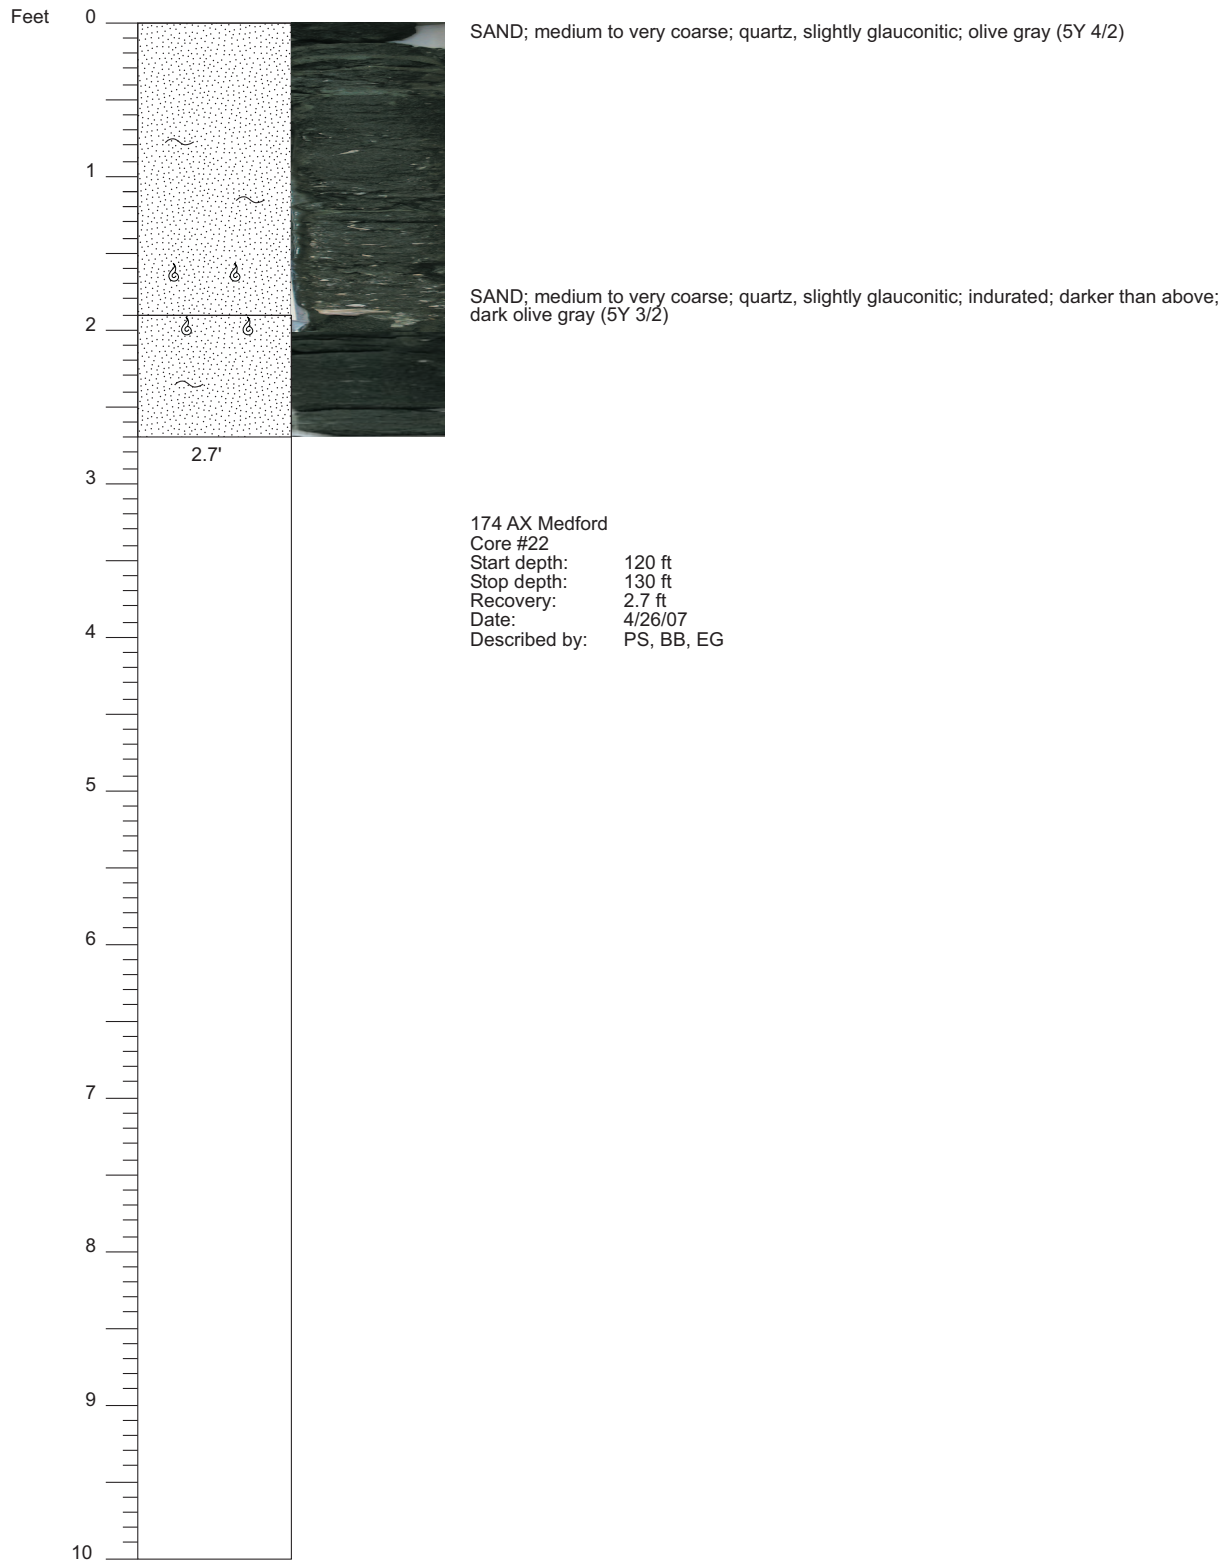 Feet 0
SAND; medium to very coarse; quartz, slightly glauconitic; olive gray (5Y 4/2)
1
SAND; medium to very coarse; quartz, slightly glauconitic; indurated; darker than above;
dark olive gray (5Y 3/2)
2
2.7'
3
174 AX Medford
Core #22
Start depth: 120 ft
Stop depth: 130 ft
Recovery: 2.7 ft
Date: 4/26/07
Described by: PS, BB, EG
4
5
6
7
8
9
10